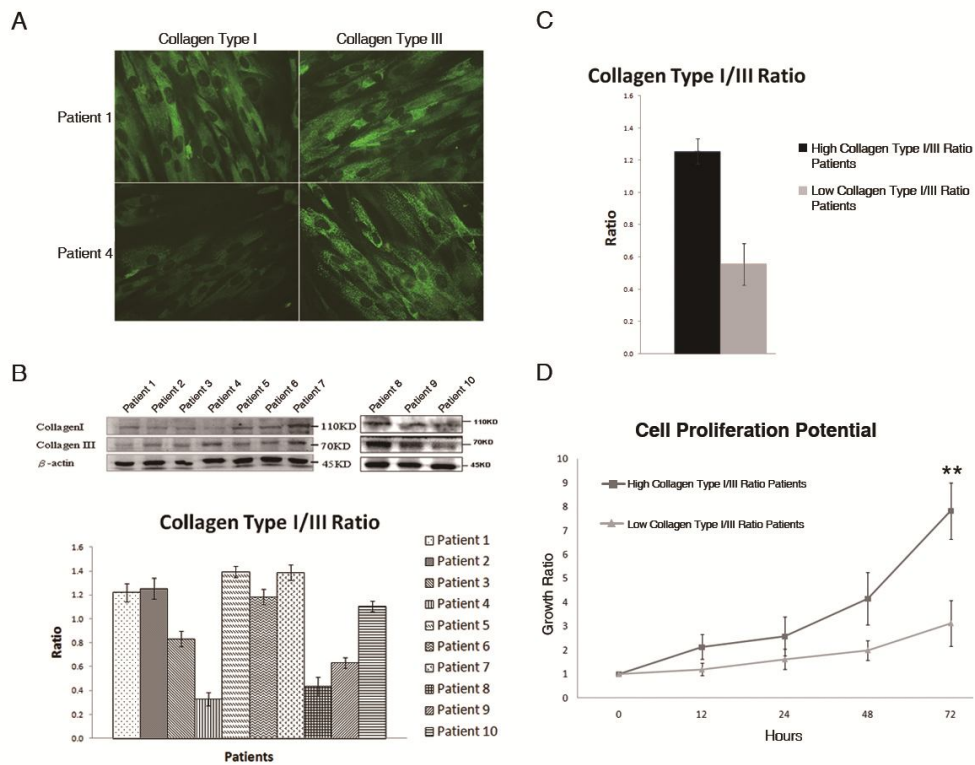 A
Collagen Type I
Collagen Type III
Patient 1
Patient 4
B
Patient 1
Patient 2
Patient 3
Patient 4
Patient 5
Patient 6
Patient 7
Patient 8
Patient 9
Patient 10
CollagenI
110KD
110KD
Collagen III
70KD
70KD
β-actin
45KD
45KD
Collagen Type I/III Ratio
1.6
1.4
1.2
1.0
0.8
0.6
0.4
0.2
0.0
Ratio
Patients
Patient 1
Patient 2
Patient 3
Patient 4
Patient 5
Patient 6
Patient 7
Patient 8
Patient 9
Patient 10
C
Collagen Type I/III Ratio
1.6
1.4
1.2
1.0
0.8
0.6
0.4
0.2
0.0
Ratio
High Collagen Type I/III Ratio
Patients
Low Collagen Type I/III Ratio
Patients
D
Cell Proliferation Potential
10
9
8
7
6
5
4
3
2
1
0
Growth Ratio
High Collagen Type I/III Ratio Patients
Low Collagen Type I/III Ratio Patients
**
0 12 24 48 72
Hours